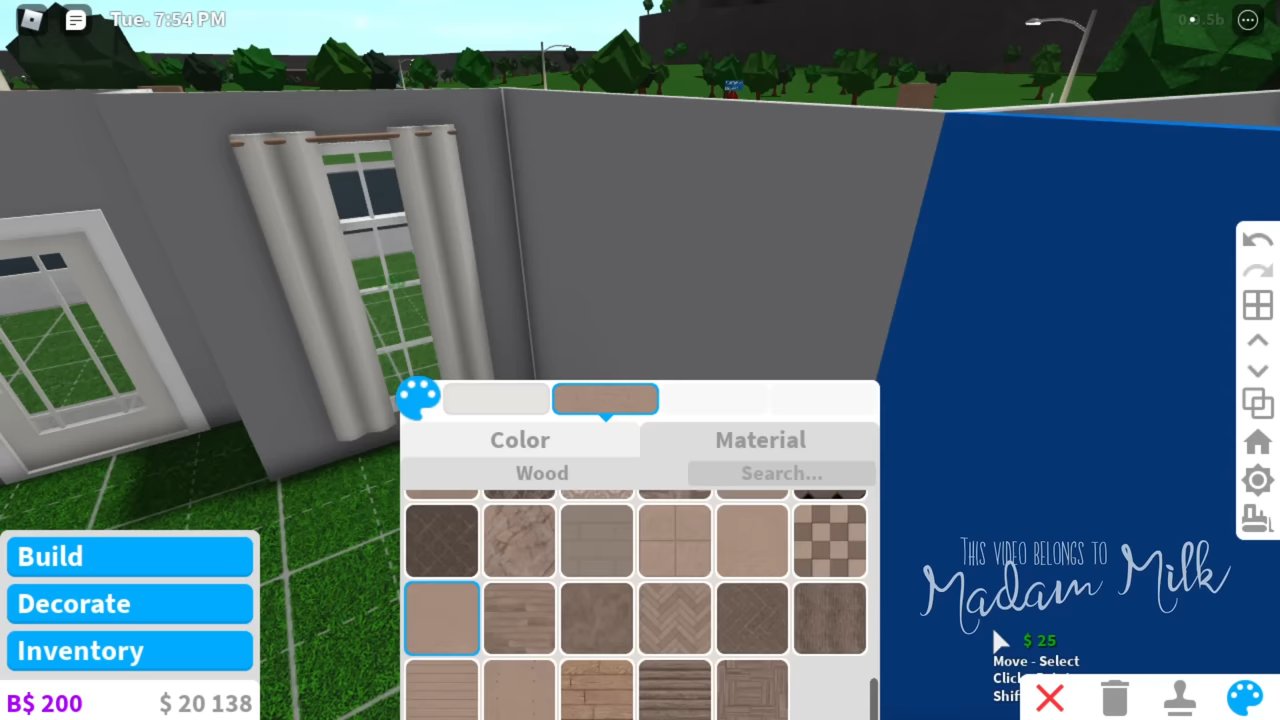 Tue. 7:54 PM
Color
Material
Wood
Search...
Build
Decorate
Inventory
B$ 200
$ 20 138
THIS VIDEO BELONGS TO
Madam Milk
$ 25
Move - Select